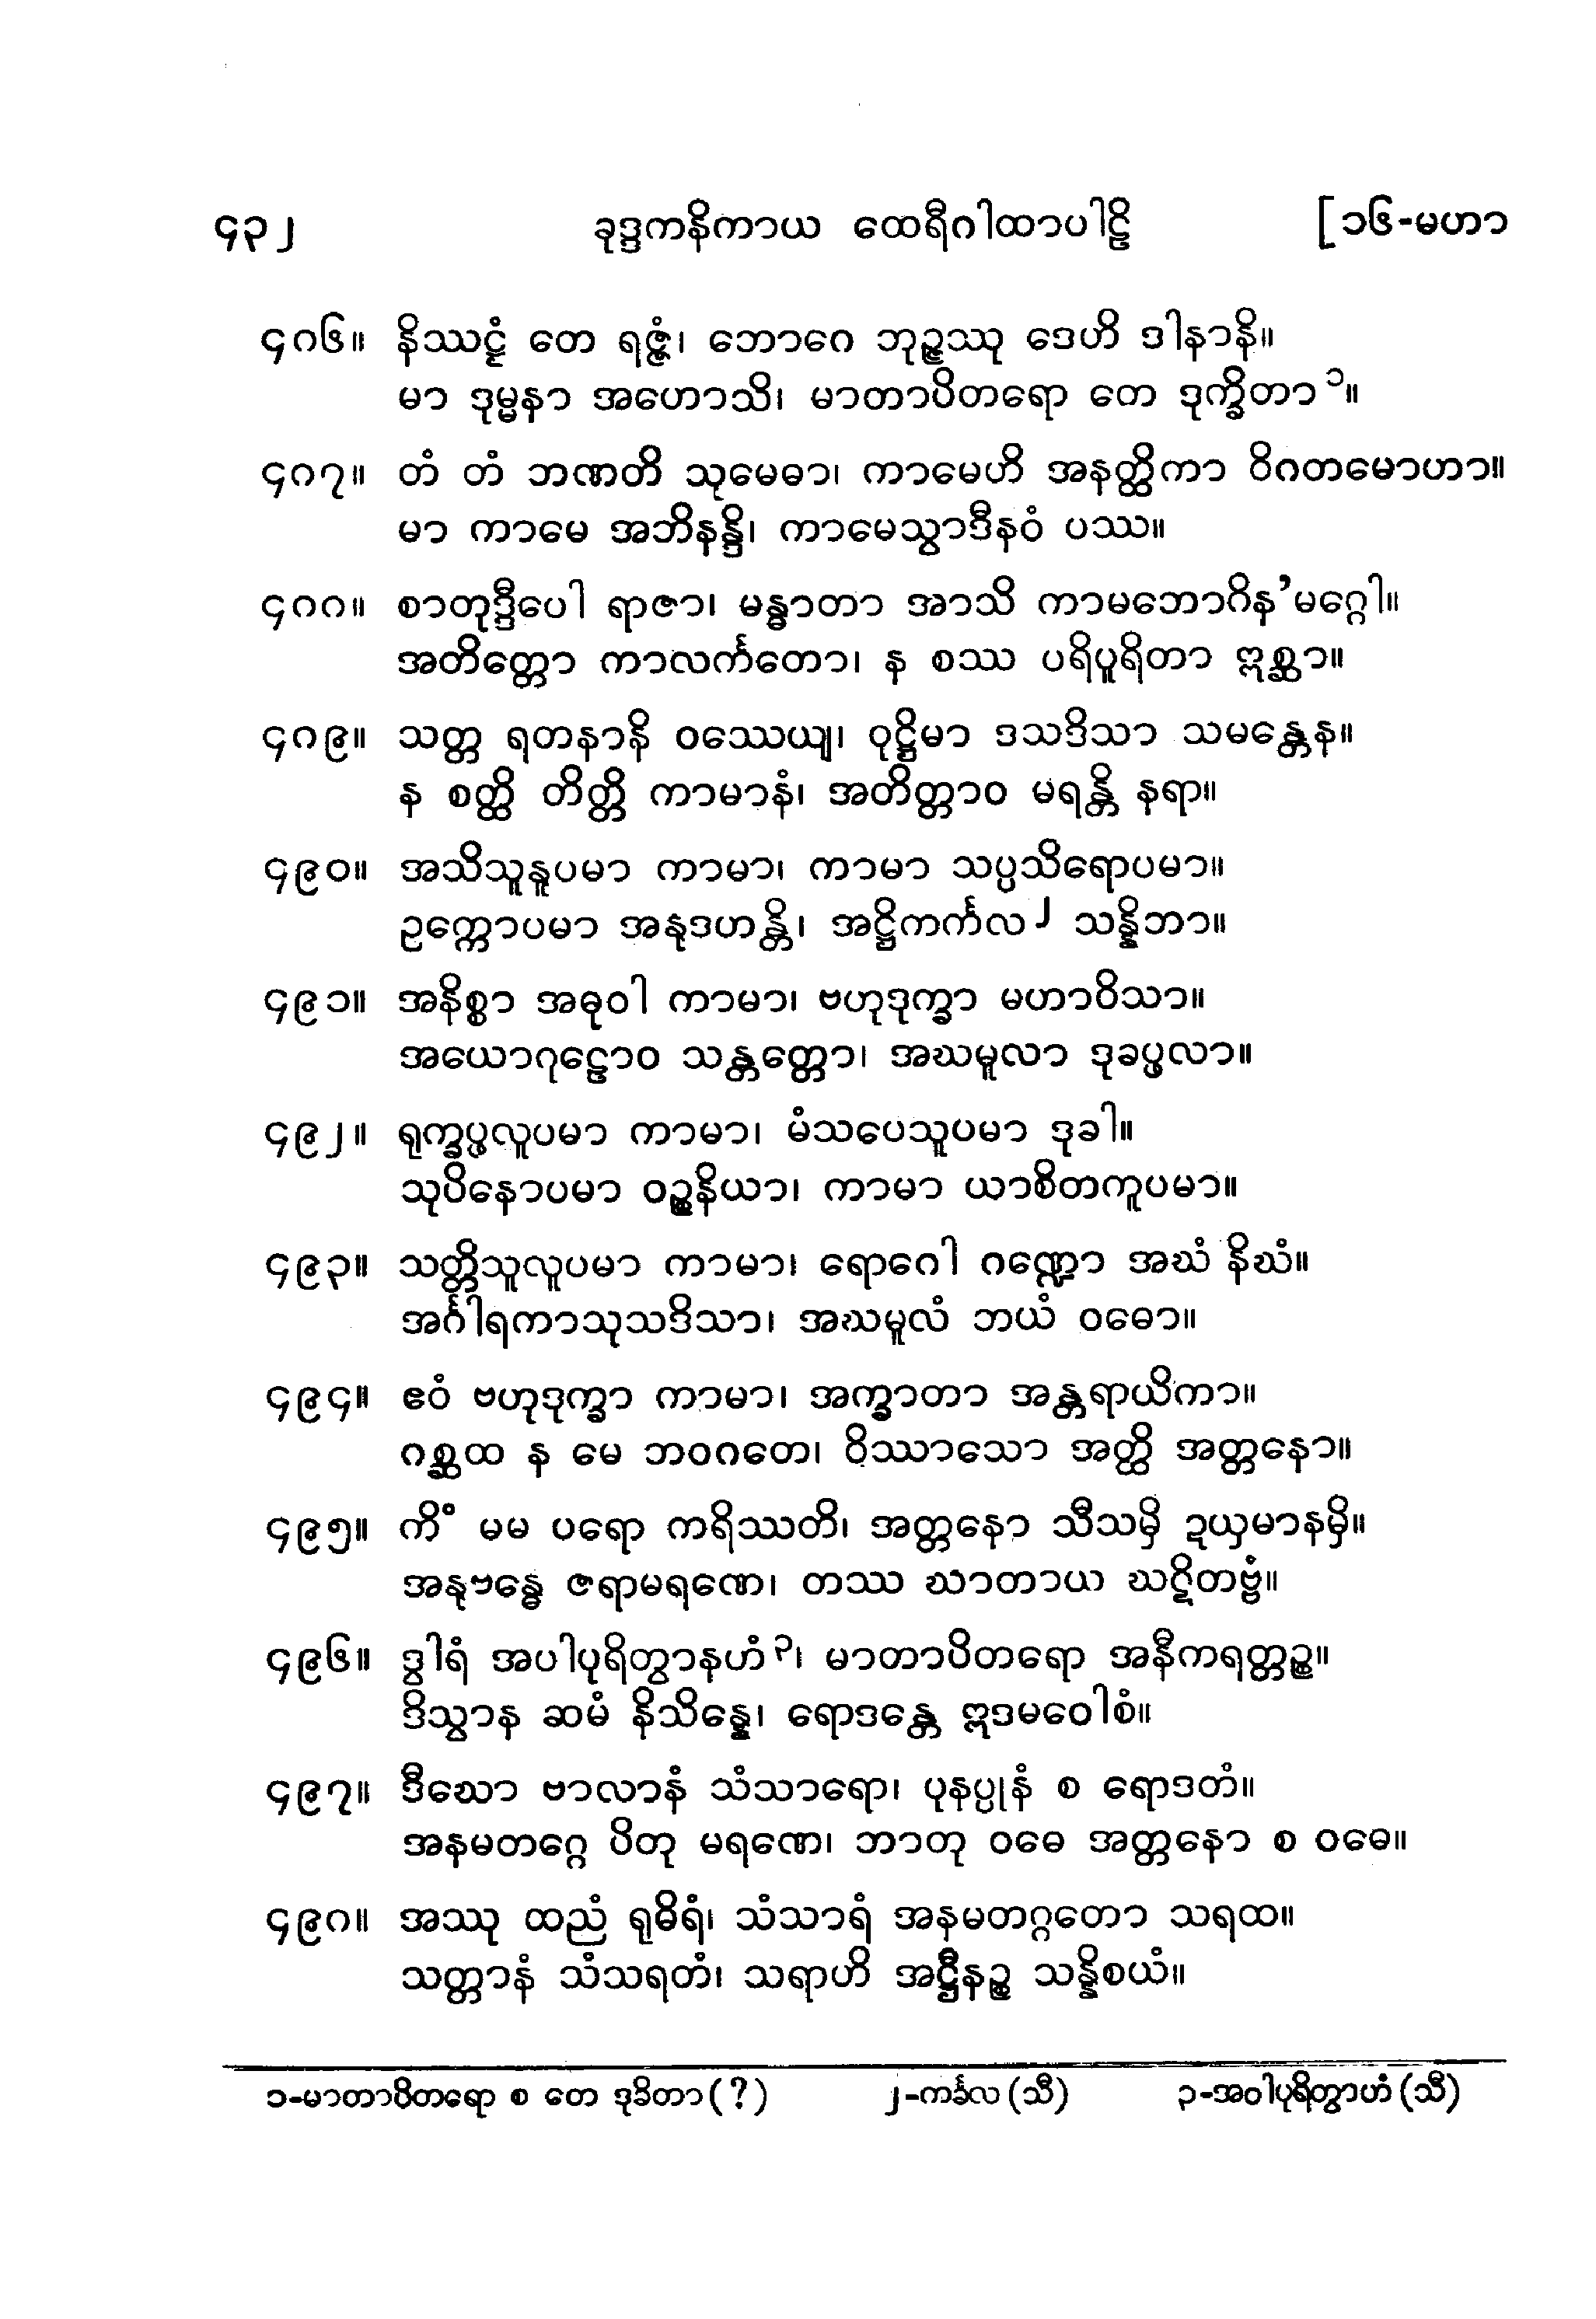 ၄၃၂ ခုဒ္ဒကနိကာယ ထေရီဂါထာပါဠိ [၁၆-မဟာ
၄၈၆။ နိဿဋ္ဌံ တေ ရဇ္ဇံ၊ ဘောဂေ ဘုဉ္ဇဿု ဒေဟိ ဒါနာနိ။
မာ ဒုမ္မနာ အဟောသိ၊ မာတာပိတရော တေ ဒုက္ခိတာ ၁။
၄၈၇။ တံ တံ ဘဏတိ သုမေဓာ၊ ကာမေဟိ အနတ္ထိကာ ဝိဂတမောဟာ။
မာ ကာမေ အဘိနန္ဒိ၊ ကာမေသွာဒီနဝံ ပဿ။
၄၈၈။ စာတုဒ္ဒီပေါ ရာဇာ၊ မန္ဓာတာ အာသိ ကာမဘောဂိန’မဂ္ဂေါ။
အတိတ္တော ကာလင်္ကတော၊ န စဿ ပရိပူရိတာ ဣစ္ဆာ။
၄၈၉။ သတ္တ ရတနာနိ ဝဿေယျ၊ ဝုဋ္ဌိမာ ဒသဒိသာ သမန္တေန။
န စတ္ထိ တိတ္တိ ကာမာနံ၊ အတိတ္တာဝ မရန္တိ နရာ။
၄၉၀။ အသိသူနူပမာ ကာမာ၊ ကာမာ သပ္ပသိရောပမာ။
ဥက္ကောပမာ အနုဒဟန္တိ၊ အဋ္ဌိကင်္ကလ ၂ သန္နိဘာ။
၄၉၁။ အနိစ္စာ အဓုဝါ ကာမာ၊ ဗဟုဒုက္ခာ မဟာဝိသာ။
အယောဂုဠောဝ သန္တတ္တော၊ အဃမူလာ ဒုခပ္ဖလာ။
၄၉၂။ ရုက္ခပ္ဖလူပမာ ကာမာ၊ မံသပေသူပမာ ဒုခါ။
သုပိနောပမာ ဝဉ္စနိယာ၊ ကာမာ ယာစိတကူပမာ။
၄၉၃။ သတ္တိသူလူပမာ ကာမာ၊ ရောဂေါ ဂဏ္ဍော အဃံ နိဃံ။
အင်္ဂါရကာသုသဒိသာ၊ အဃမူလံ ဘယံ ဝဓော။
၄၉၄။ ဧဝံ ဗဟုဒုက္ခာ ကာမာ၊ အက္ခာတာ အန္တရာယိကာ။
ဂစ္ဆထ န မေ ဘဝဂတေ၊ ဝိဿာသော အတ္ထိ အတ္တနော။
၄၉၅။ ကိံ မမ ပရော ကရိဿတိ၊ အတ္တနော သီသမှိ ဍယှမာနမှိ။
အနုဗန္ဓေ ဇရာမရဏေ၊ တဿ ဃာတာယ ဃဋိတဗ္ဗံ။
၄၉၆။ ဒွါရံ အပါပုရိတွာနဟံ ၃၊ မာတာပိတရော အနီကရတ္တဉ္စ။
ဒိသွာန ဆမံ နိသိန္နေ၊ ရောဒန္တေ ဣဒမဝေါစံ။
၄၉၇။ ဒီဃော ဗာလာနံ သံသာရော၊ ပုနပ္ပုနံ စ ရောဒတံ။
အနမတဂ္ဂေ ပိတု မရဏေ၊ ဘာတု ဝဓေ အတ္တနော စ ဝဓေ။
၄၉၈။ အဿု ထညံ ရုဓိရံ၊ သံသာရံ အနမတဂ္ဂတော သရထ။
သတ္တာနံ သံသရတံ၊ သရာဟိ အဋ္ဌီနဉ္စ သန္နိစယံ။
၁-မာတာပိတရော စ တေ ဒုခိတာ (?) ၂-ကင်္ခလ (သီ) ၃-အဝါပုရိတွာဟံ (သီ)